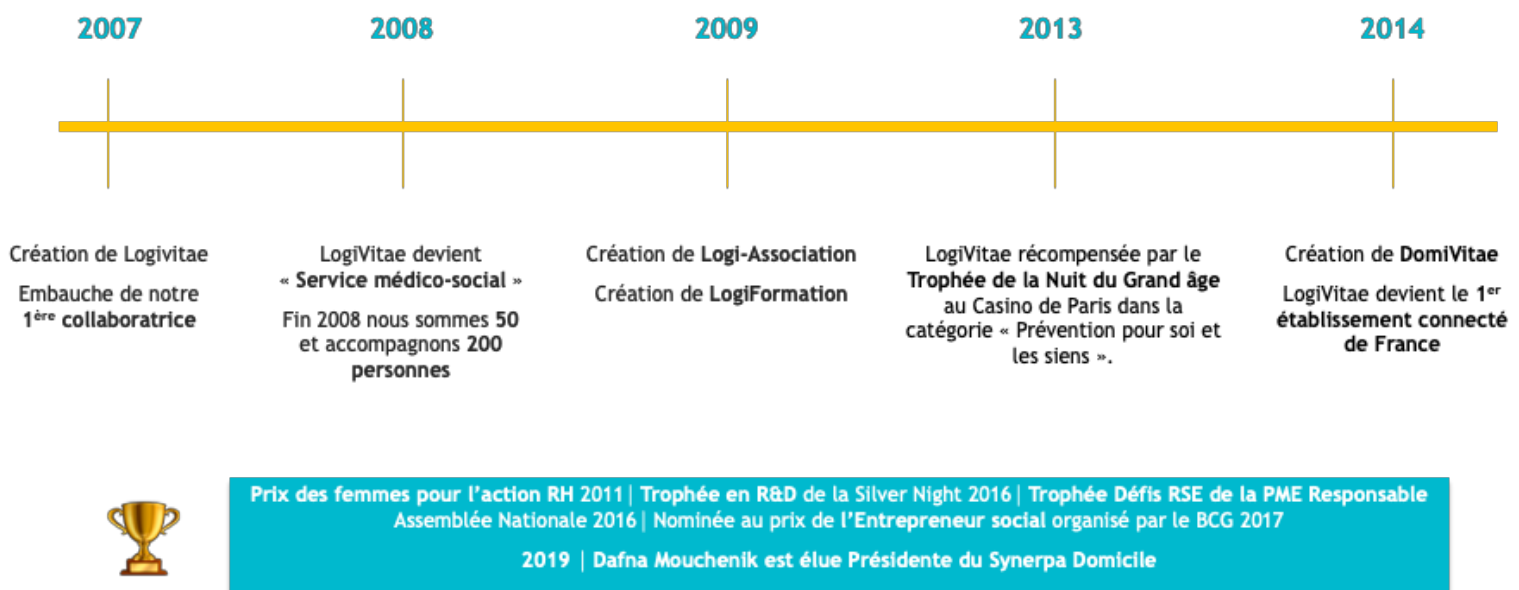 2007
2008
2009
2013
2014
Création de Logivitae
Embauche de notre
1ère collaboratrice
LogiVitae devient
« Service médico-social »
Fin 2008 nous sommes 50
et accompagnons 200
personnes
Création de Logi-Association
Création de LogiFormation
LogiVitae récompensée par le
Trophée de la Nuit du Grand âge
au Casino de Paris dans la
catégorie « Prévention pour soi et
les siens ».
Création de DomiVitae
LogiVitae devient le 1er
établissement connecté
de France
Prix des femmes pour l'action RH 2011| Trophée en R&D de la Silver Night 2016| Trophée Défis RSE de la PME Responsable
Assemblée Nationale 2016| Nominée au prix de l'Entrepreneur social organisé par le BCG 2017
2019 | Dafna Mouchenik est élue Présidente du Synerpa Domicile